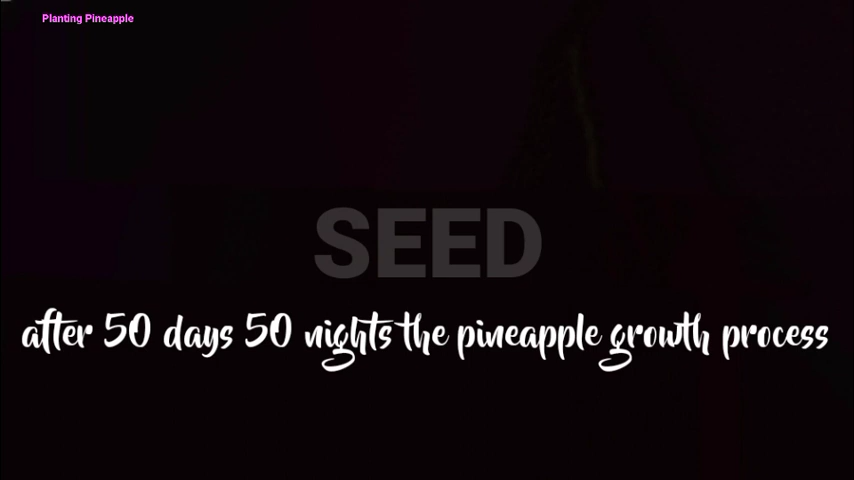 Planting Pineapple
SEED
after 50 days 50 nights the pineapple growth process